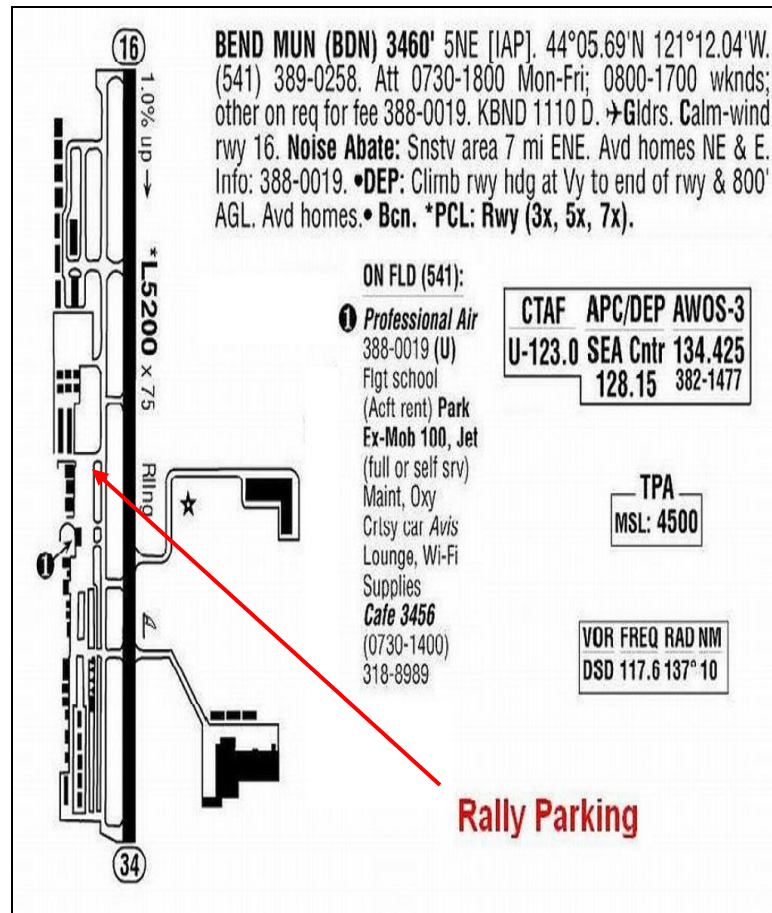 BEND MUN (BDN) 3460' 5NE [IAP]. 44°05.69'N 121°12.04'W.
(541) 389-0258. Att 0730-1800 Mon-Fri; 0800-1700 wknds;
other on req for fee 388-0019. KBND 1110 D. ✈Gldrs. Calm-wind
rwy 16. Noise Abate: Snstv area 7 mi ENE. Avd homes NE & E.
Info: 388-0019. •DEP: Climb rwy hdg at Vy to end of rwy & 800'
AGL. Avd homes.• Bcn. *PCL: Rwy (3x, 5x, 7x).
16
1.0% up →
*L5200 x 75
Rllng
1
34
ON FLD (541):
1 Professional Air
388-0019 (U)
Flgt school
(Acft rent) Park
Ex-Mob 100, Jet
(full or self srv)
Maint, Oxy
Crtsy car Avis
Lounge, Wi-Fi
Supplies
Cafe 3456
(0730-1400)
318-8989
CTAF APC/DEP AWOS-3
U-123.0 SEA Cntr 134.425
128.15 382-1477
TPA
MSL: 4500
VOR FREQ RAD NM
DSD 117.6 137° 10
Rally Parking